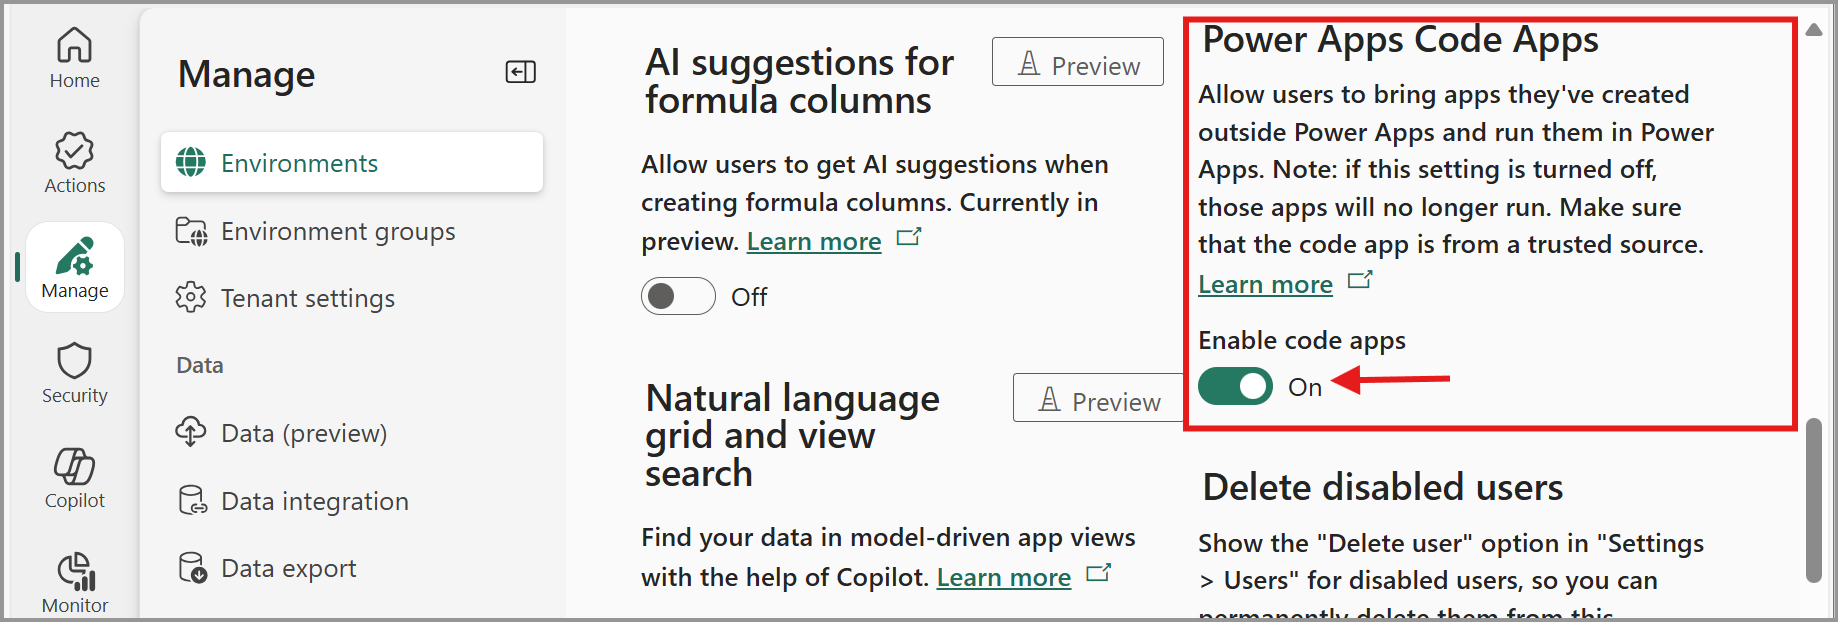 Home
Actions
Manage
Security
Copilot
Monitor
Manage
Environments
Environment groups
Tenant settings
Data
Data (preview)
Data integration
Data export
AI suggestions for
formula columns
Preview
Allow users to get AI suggestions when
creating formula columns. Currently in
preview. Learn more
Off
Natural language
grid and view
search
Preview
Find your data in model-driven app views
with the help of Copilot. Learn more
Power Apps Code Apps
Allow users to bring apps they've created
outside Power Apps and run them in Power
Apps. Note: if this setting is turned off,
those apps will no longer run. Make sure
that the code app is from a trusted source.
Learn more
Enable code apps
On
Delete disabled users
Show the "Delete user" option in "Settings
> Users" for disabled users, so you can
permanently delete them from this